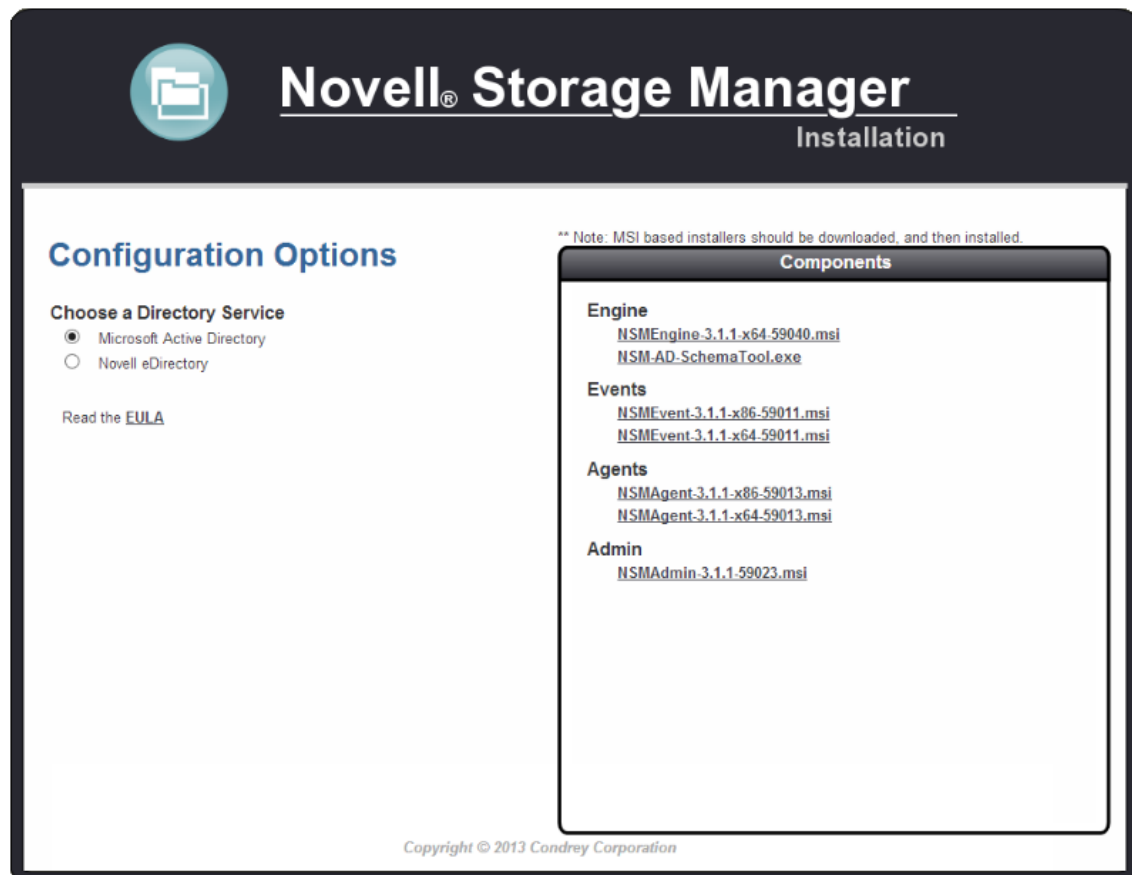 Novell® Storage Manager
Installation
Configuration Options
Choose a Directory Service
Microsoft Active Directory
Novell eDirectory
Read the EULA
** Note: MSI based installers should be downloaded, and then installed.
Components
Engine
NSMEngine-3.1.1-x64-59040.msi
NSM-AD-SchemaTool.exe
Events
NSMEvent-3.1.1-x86-59011.msi
NSMEvent-3.1.1-x64-59011.msi
Agents
NSMAgent-3.1.1-x86-59013.msi
NSMAgent-3.1.1-x64-59013.msi
Admin
NSMAdmin-3.1.1-59023.msi
Copyright © 2013 Condrey Corporation